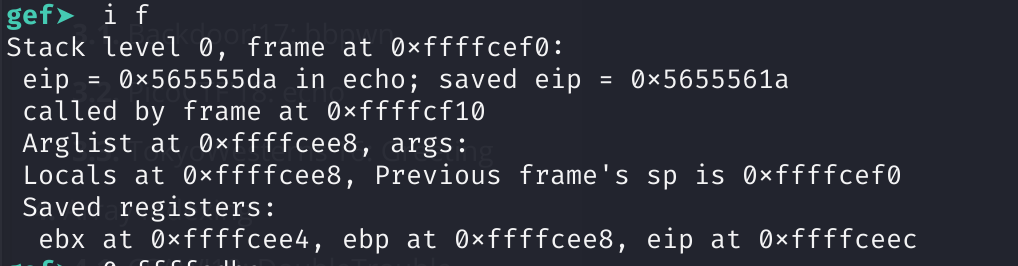 gef➤  i f
Stack level 0, frame at 0×ffffcef0:
 eip = 0×565555da in echo; saved eip = 0×5655561a
 called by frame at 0×ffffcf10
 Arglist at 0×ffffcee8, args:
 Locals at 0×ffffcee8, Previous frame's sp is 0×ffffcef0
 Saved registers:
  ebx at 0×ffffcee4, ebp at 0×ffffcee8, eip at 0×ffffceec